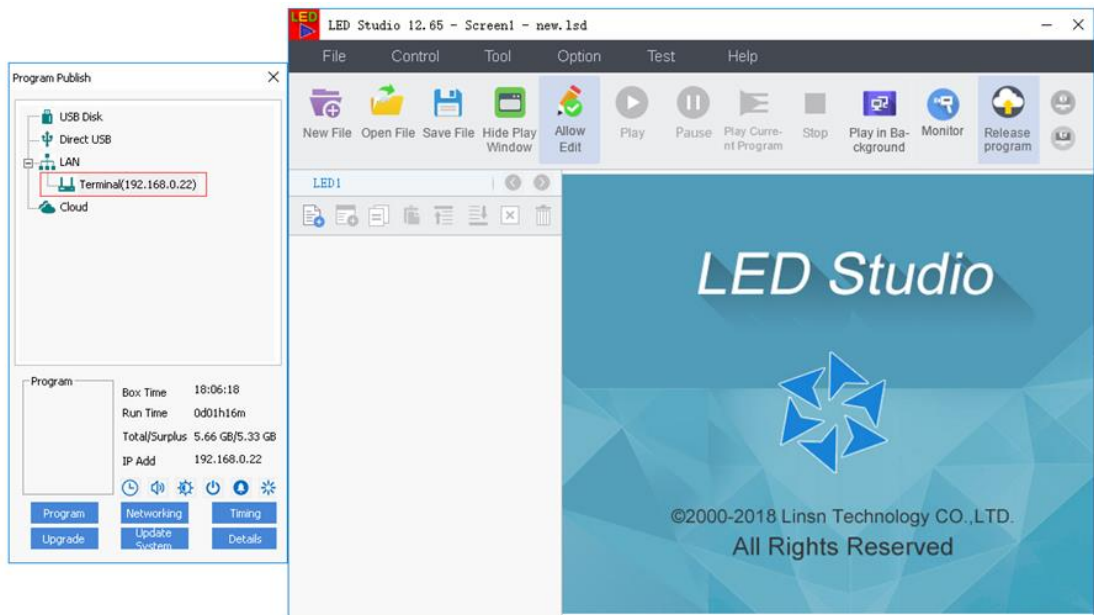 Program Publish
USB Disk
Direct USB
LAN
Terminal(192.168.0.22)
Cloud
Program
Box Time 18:06:18
Run Time 0d01h16m
Total/Surplus 5.66 GB/5.33 GB
IP Add 192.168.0.22
Program Networking Timing
Upgrade Update System Details
LED
LED Studio 12.65 - Screen1 - new.lsd
File Control Tool Option Test Help
New File Open File Save File Hide Play Window Allow Edit Play Pause Play Curre-nt Program Stop Play in Ba-ckground Monitor Release program
LED1
LED Studio
©2000-2018 Linsn Technology CO.,LTD.
All Rights Reserved